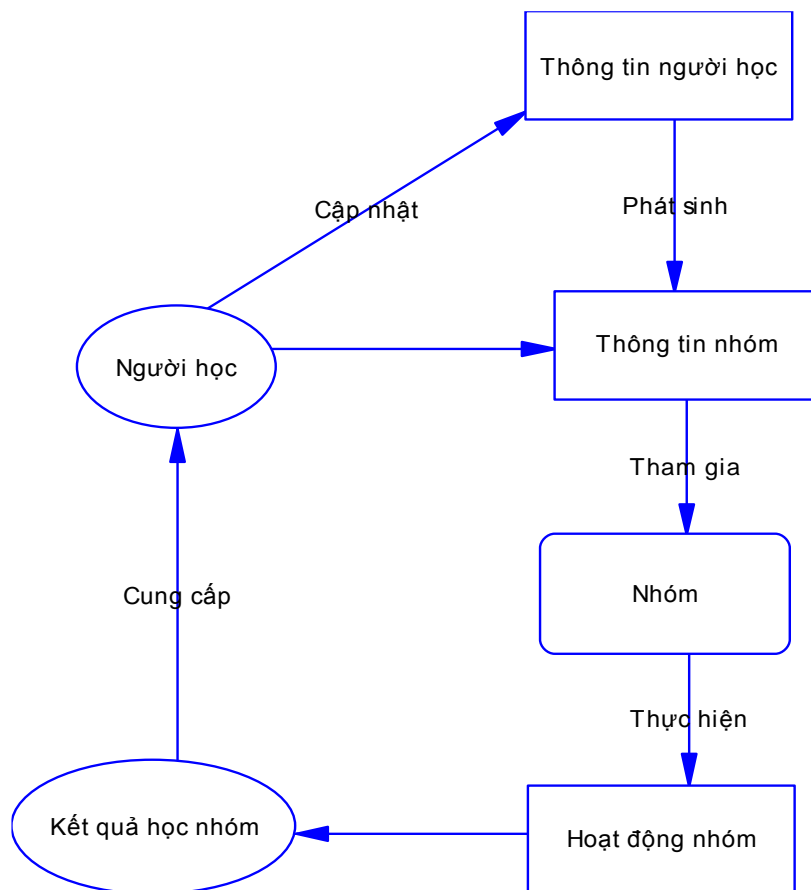 Thông tin người học
Cập nhật
Phát sinh
Thông tin nhóm
Người học
Tham gia
Nhóm
Cung cấp
Thực hiện
Kết quả học nhóm
Hoạt động nhóm